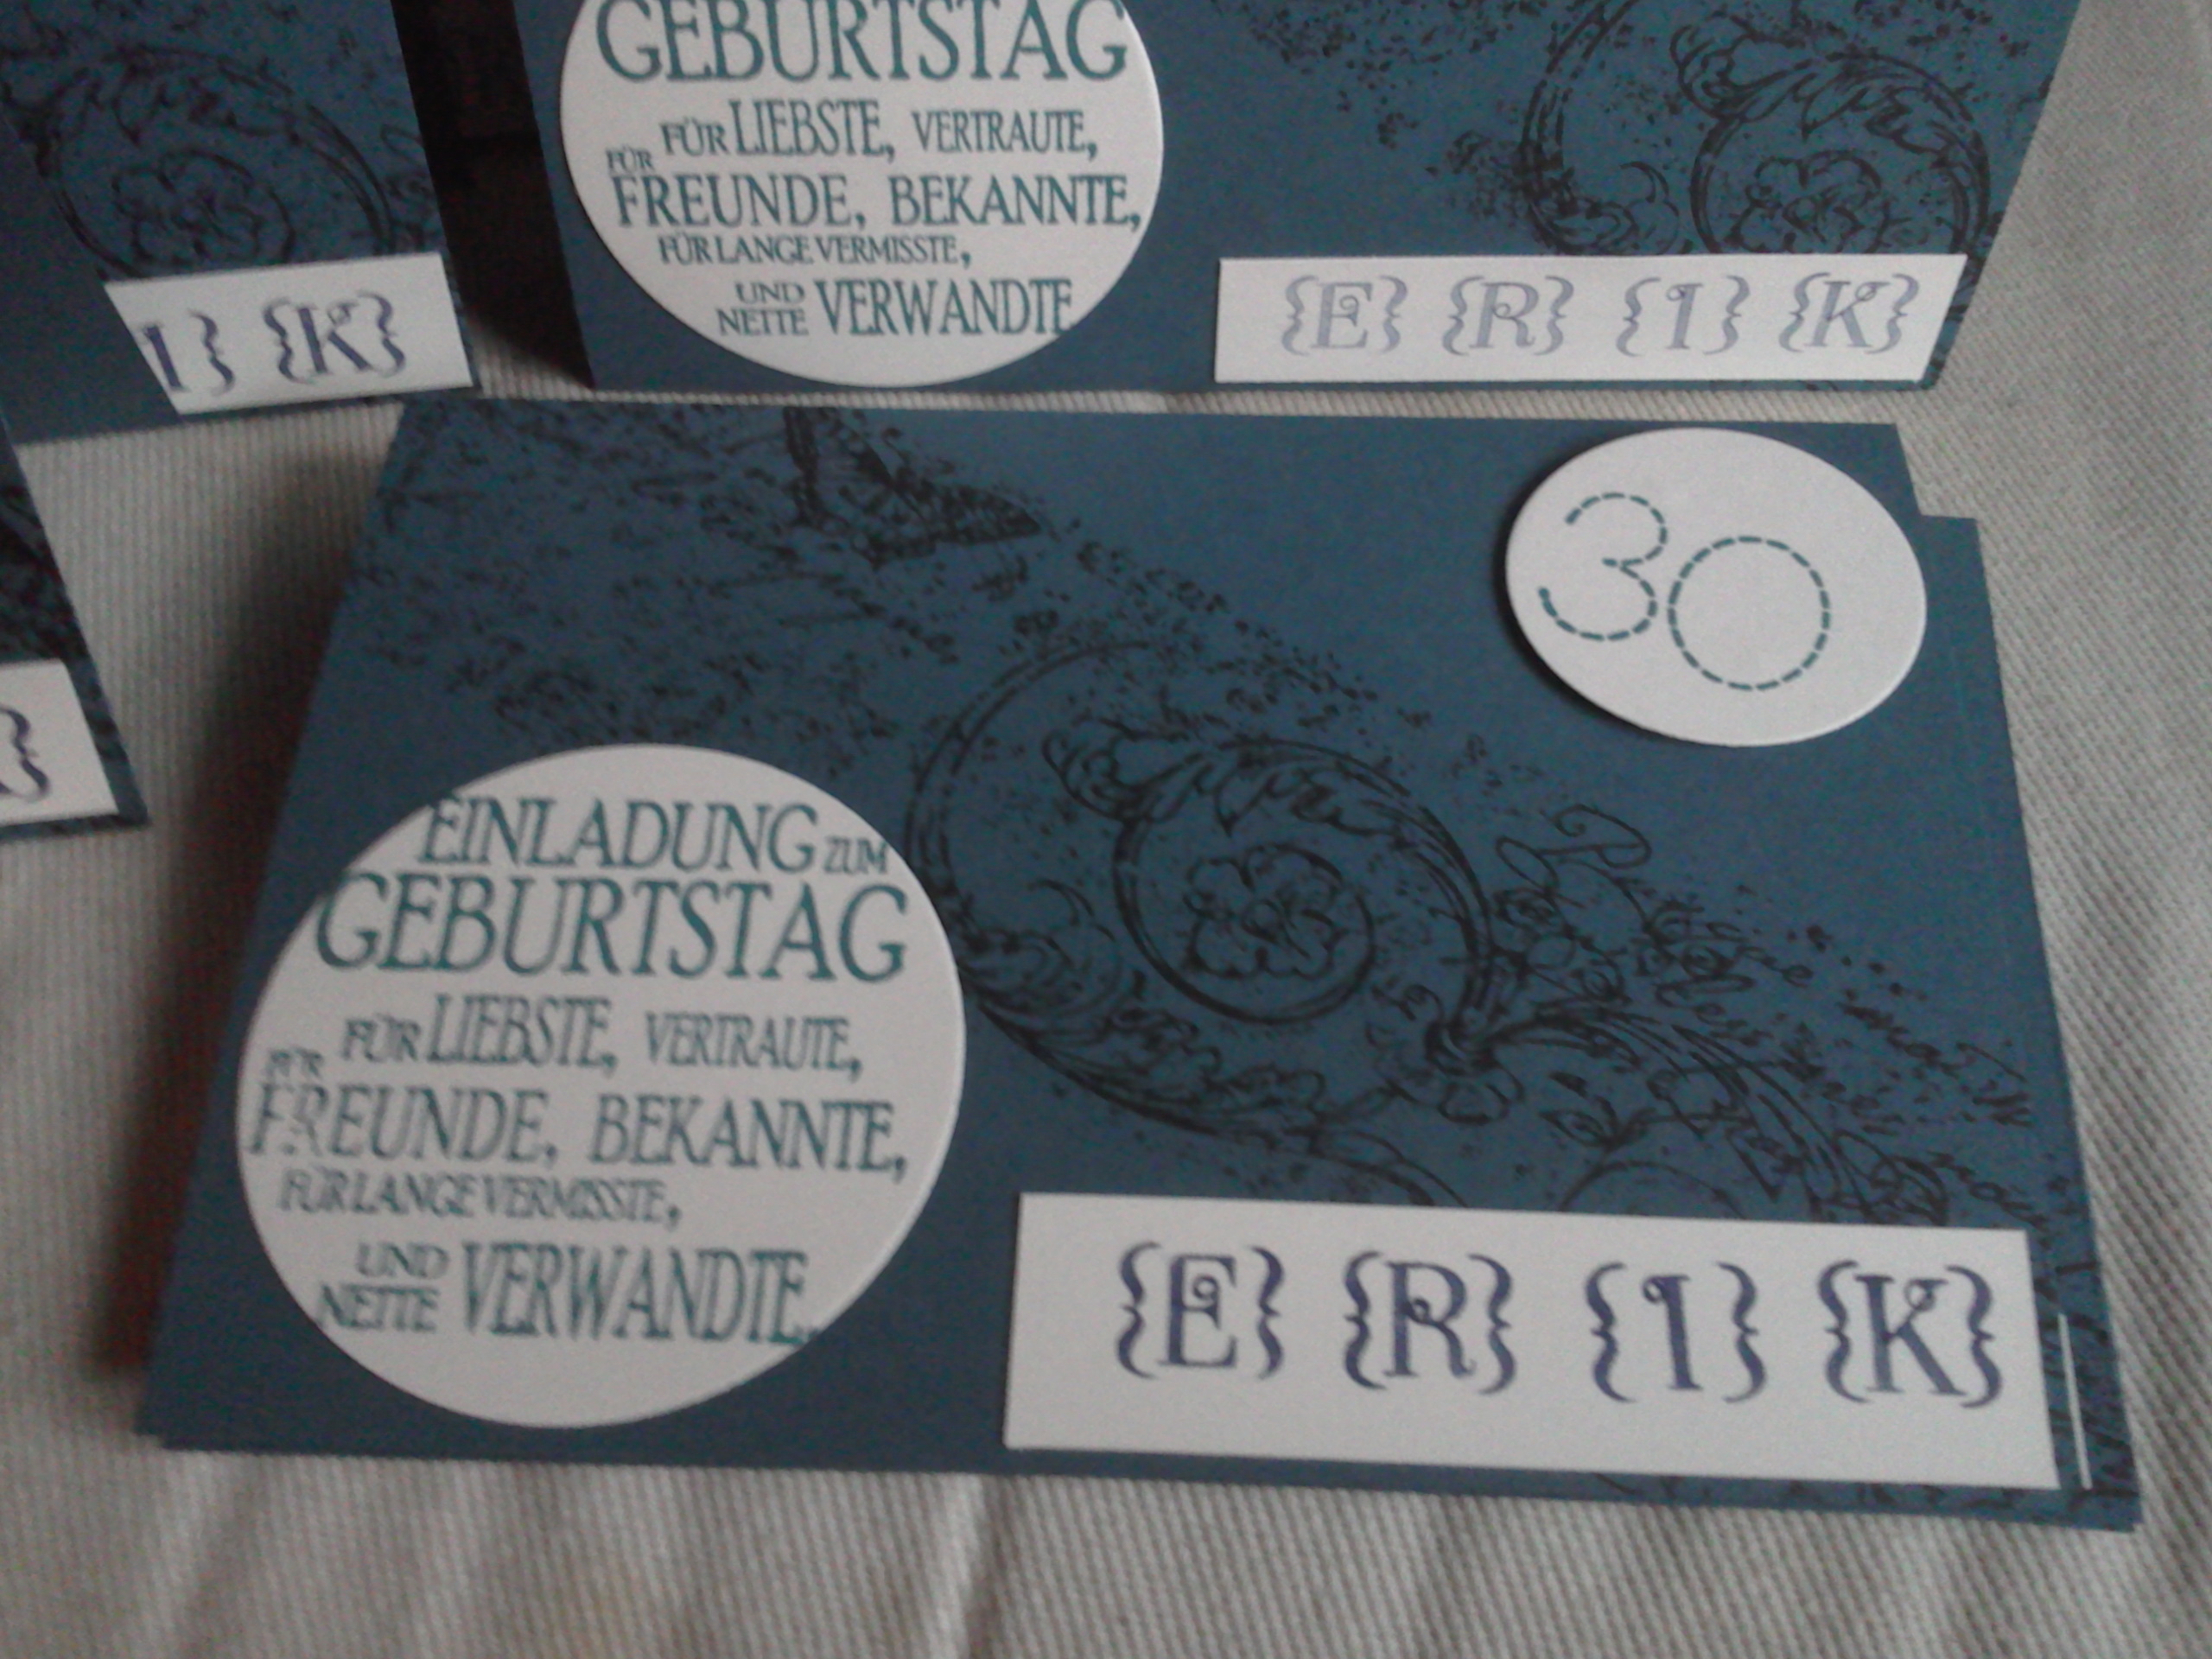 GEBURTSTAG
FÜR LIEBSTE, VERTRAUTE,
FÜR
FREUNDE, BEKANNTE,
FÜR LANGE VERMISSTE,
UND
NETTE VERWANDTE
{E} {R} {I} {K}
I} {K}
}
30
EINLADUNG ZUM
GEBURTSTAG
FÜR LIEBSTE, VERTRAUTE,
FÜR
FREUNDE, BEKANNTE,
FÜR LANGE VERMISSTE,
UND
NETTE VERWANDTE.
{E} {R} {I} {K}